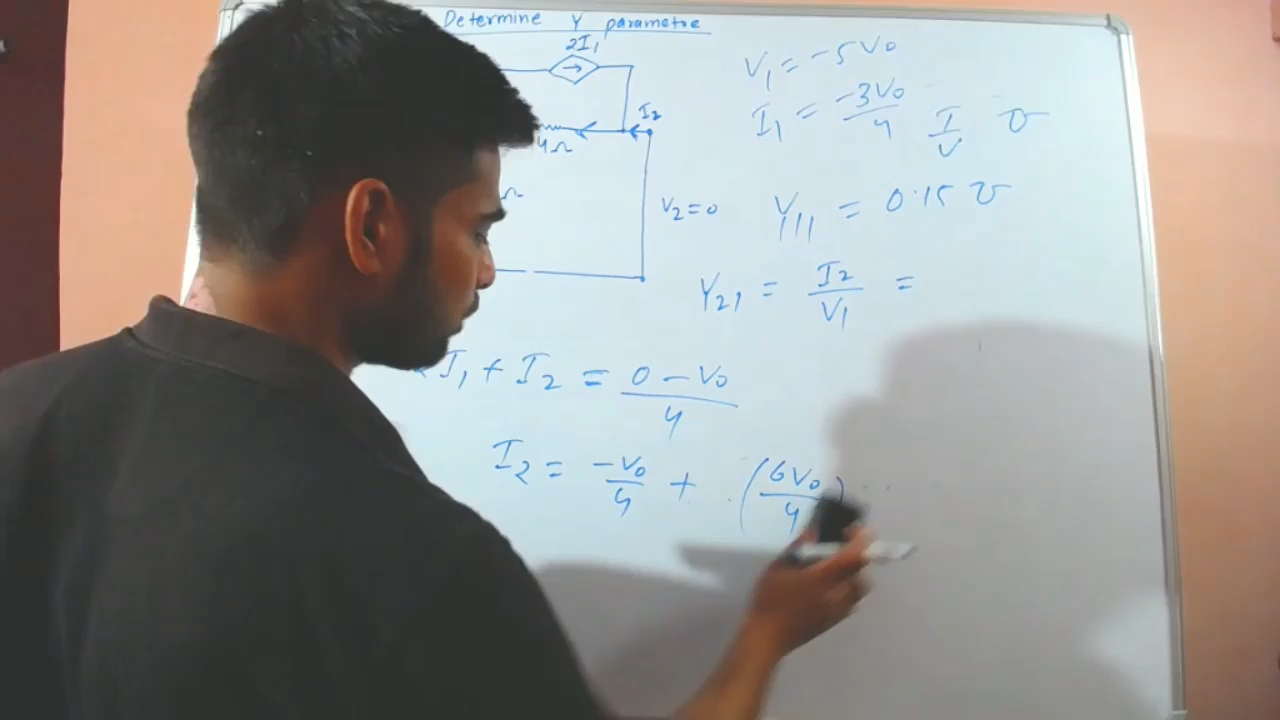 Determine Y parametre
2I₁
I₂
4Ω
Ω
V₂=0
V₁ = -5V₀
I₁ = -3V₀/4
I/V ℧
Y₁₁ = 0.15 ℧
Y₂₁ = I₂/V₁ =
I₁ + I₂ = 0 - V₀/4
I₂ = -V₀/4 + (6V₀/4)